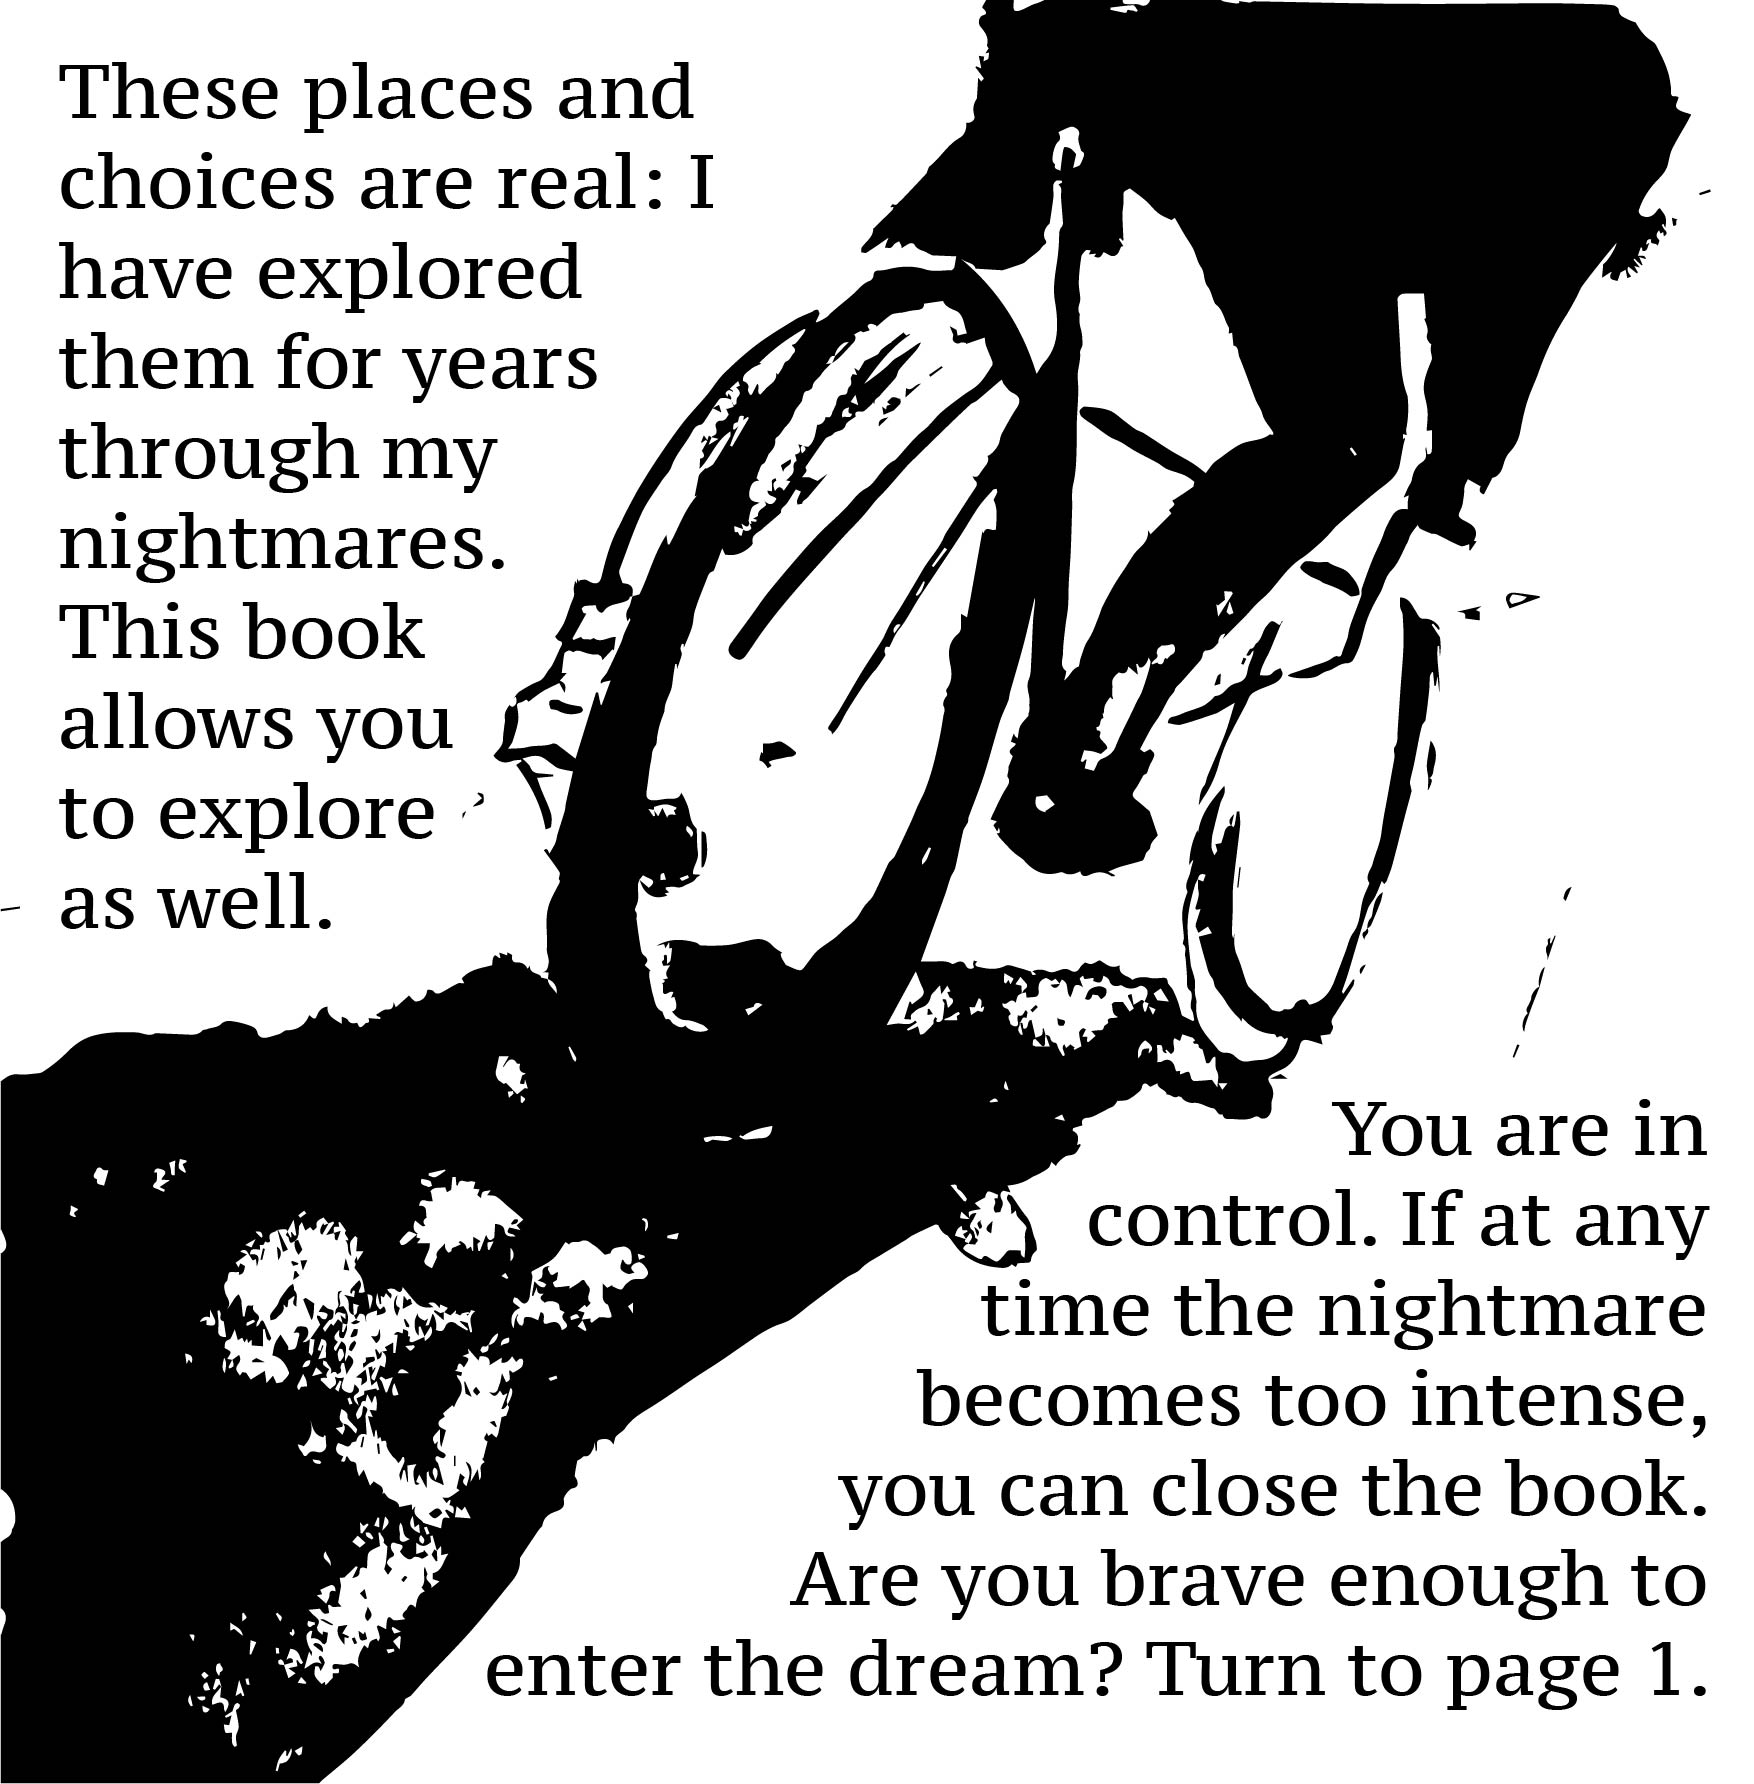 These places and
choices are real: I
have explored
them for years
through my
nightmares.
This book
allows you
to explore
as well.
You are in
control. If at any
time the nightmare
becomes too intense,
you can close the book.
Are you brave enough to
enter the dream? Turn to page 1.